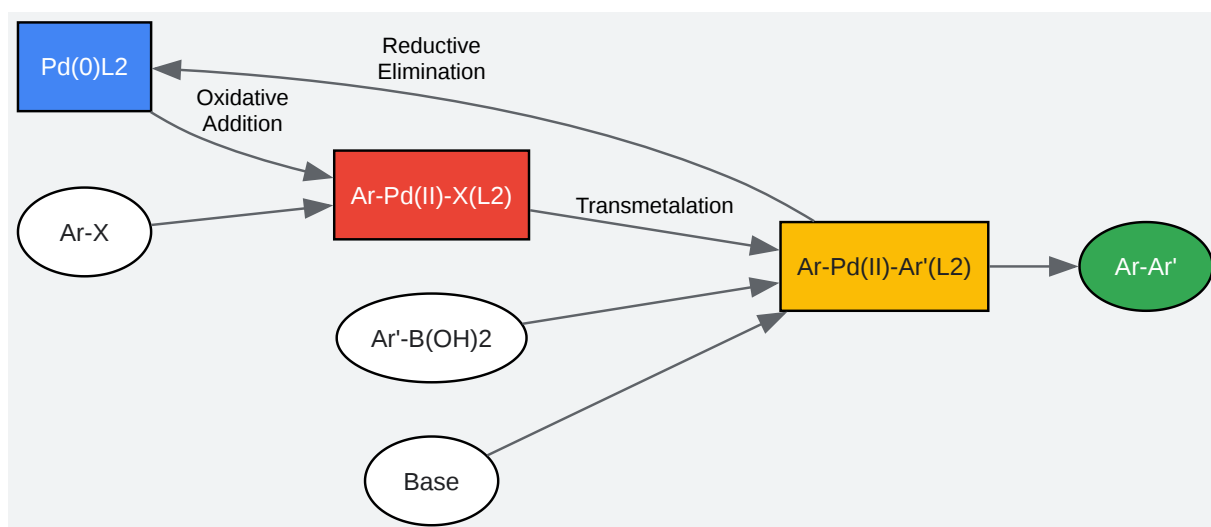 Pd(0)L2
Reductive
Elimination
Oxidative
Addition
Ar-X
Ar-Pd(II)-X(L2)
Transmetalation
Ar'-B(OH)2
Base
Ar-Pd(II)-Ar'(L2)
Ar-Ar'